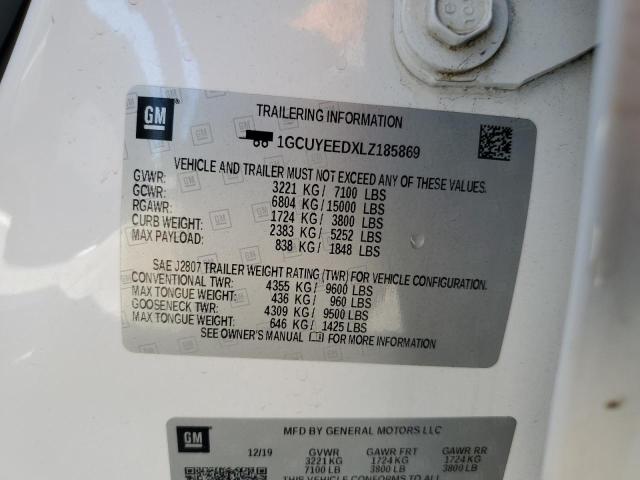 GM
TRAILERING INFORMATION
1GCUYEEDXLZ185869
VEHICLE AND TRAILER MUST NOT EXCEED ANY OF THESE VALUES.
GVWR: 3221 KG/ 7100 LBS
GCWR: 6804 KG/ 15000 LBS
RGAWR: 1724 KG/ 3800 LBS
CURB WEIGHT: 2383 KG/ 5252 LBS
MAX PAYLOAD: 838 KG/ 1848 LBS
SAE J2807 TRAILER WEIGHT RATING (TWR) FOR VEHICLE CONFIGURATION.
CONVENTIONAL TWR: 4355 KG/ 9600 LBS
MAX TONGUE WEIGHT: 436 KG/ 960 LBS
GOOSENECK TWR: 4309 KG/ 9500 LBS
MAX TONGUE WEIGHT: 646 KG/ 1425 LBS
SEE OWNER'S MANUAL FOR MORE INFORMATION
GM
MFD BY GENERAL MOTORS LLC
12/19 GVWR GAWR FRT GAWR RR
3221 KG 1724 KG 1724 KG
7100 LB 3800 LB 3800 LB
THIS VEHICLE CONFORMS TO ALL